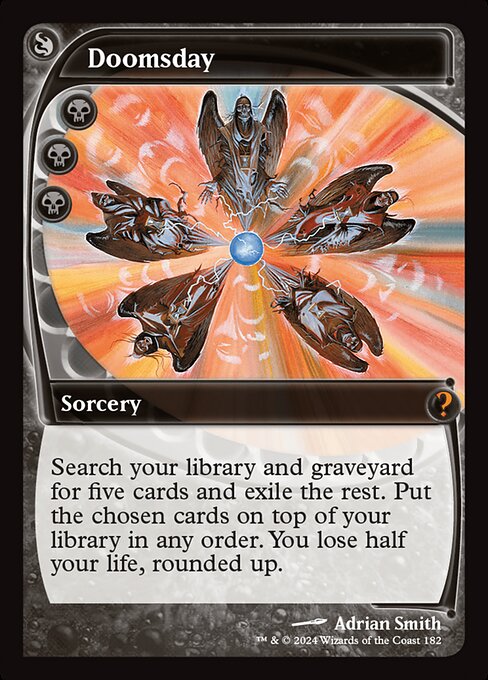 Doomsday
Sorcery
?
Search your library and graveyard
for five cards and exile the rest. Put
the chosen cards on top of your
library in any order. You lose half
your life, rounded up.
Adrian Smith
™ & © 2024 Wizards of the Coast 182